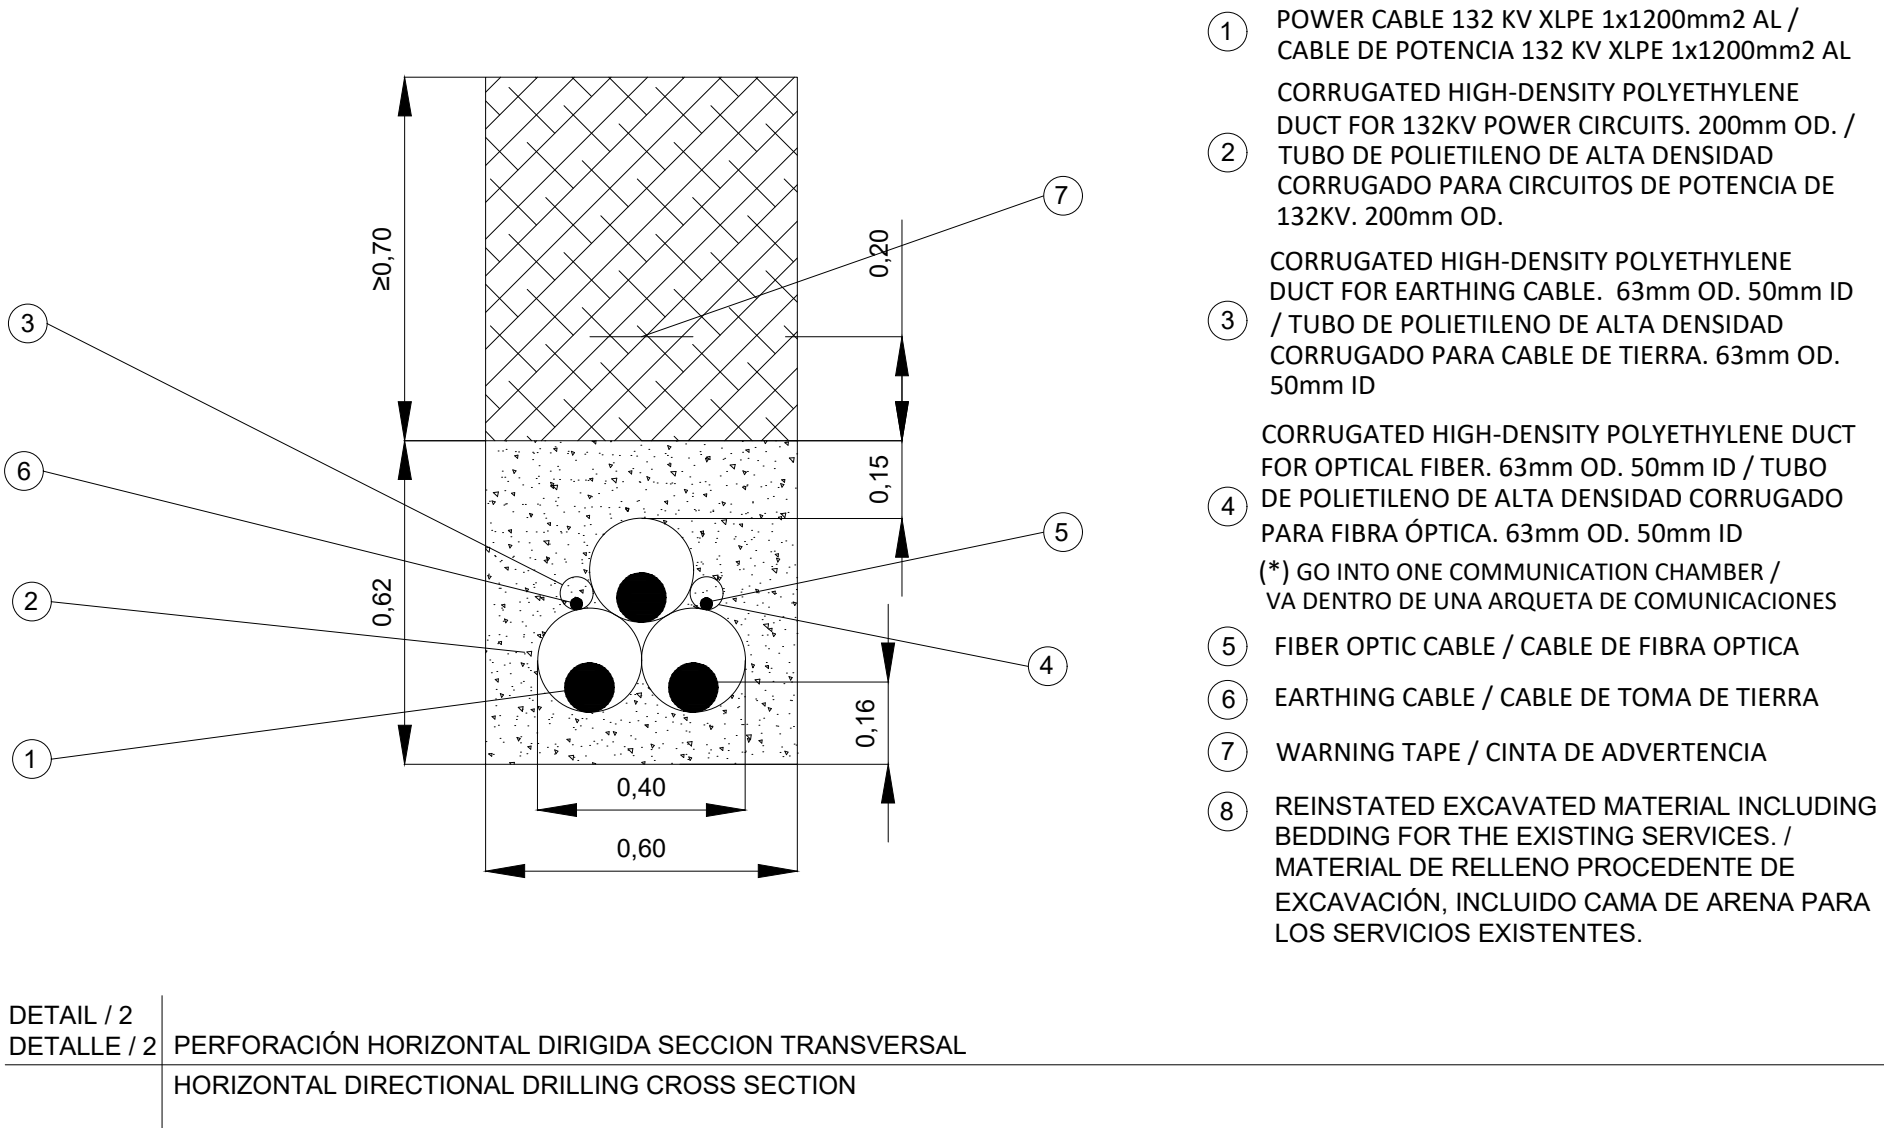 1
POWER CABLE 132 KV XLPE 1x1200mm2 AL /
CABLE DE POTENCIA 132 KV XLPE 1x1200mm2 AL
2
CORRUGATED HIGH-DENSITY POLYETHYLENE
DUCT FOR 132KV POWER CIRCUITS. 200mm OD. /
TUBO DE POLIETILENO DE ALTA DENSIDAD
CORRUGADO PARA CIRCUITOS DE POTENCIA DE
132KV. 200mm OD.
3
CORRUGATED HIGH-DENSITY POLYETHYLENE
DUCT FOR EARTHING CABLE. 63mm OD. 50mm ID
/ TUBO DE POLIETILENO DE ALTA DENSIDAD
CORRUGADO PARA CABLE DE TIERRA. 63mm OD.
50mm ID
4
CORRUGATED HIGH-DENSITY POLYETHYLENE DUCT
FOR OPTICAL FIBER. 63mm OD. 50mm ID / TUBO
DE POLIETILENO DE ALTA DENSIDAD CORRUGADO
PARA FIBRA ÓPTICA. 63mm OD. 50mm ID
(*) GO INTO ONE COMMUNICATION CHAMBER /
VA DENTRO DE UNA ARQUETA DE COMUNICACIONES
5
FIBER OPTIC CABLE / CABLE DE FIBRA OPTICA
6
EARTHING CABLE / CABLE DE TOMA DE TIERRA
7
WARNING TAPE / CINTA DE ADVERTENCIA
8
REINSTATED EXCAVATED MATERIAL INCLUDING
BEDDING FOR THE EXISTING SERVICES. /
MATERIAL DE RELLENO PROCEDENTE DE
EXCAVACIÓN, INCLUIDO CAMA DE ARENA PARA
LOS SERVICIOS EXISTENTES.
7
≥0,70
0,20
3
6
0,15
5
2
0,62
4
0,16
1
0,40
0,60
DETAIL / 2
DETALLE / 2
PERFORACIÓN HORIZONTAL DIRIGIDA SECCION TRANSVERSAL
HORIZONTAL DIRECTIONAL DRILLING CROSS SECTION